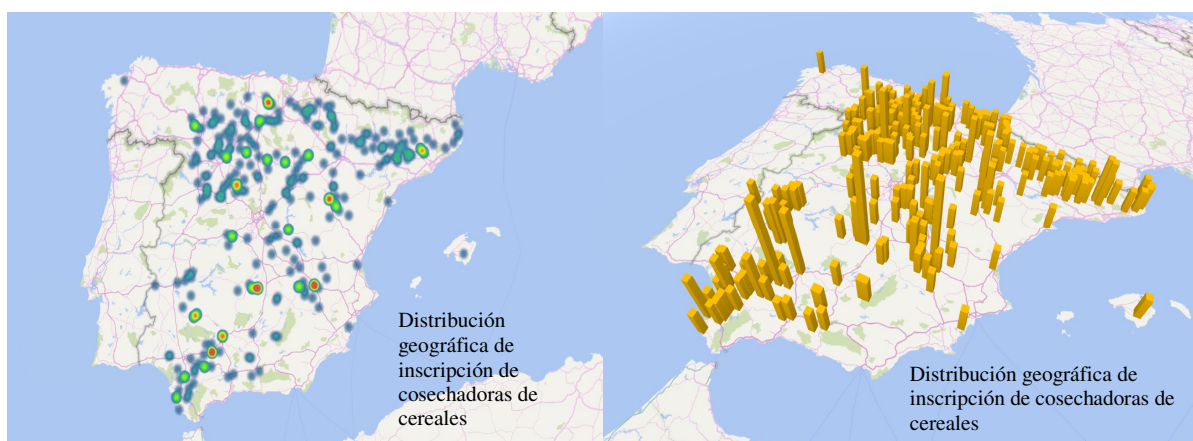 Distribución
geográfica de
inscripción de
cosechadoras de
cereales
Distribución geográfica de
inscripción de cosechadoras de
cereales